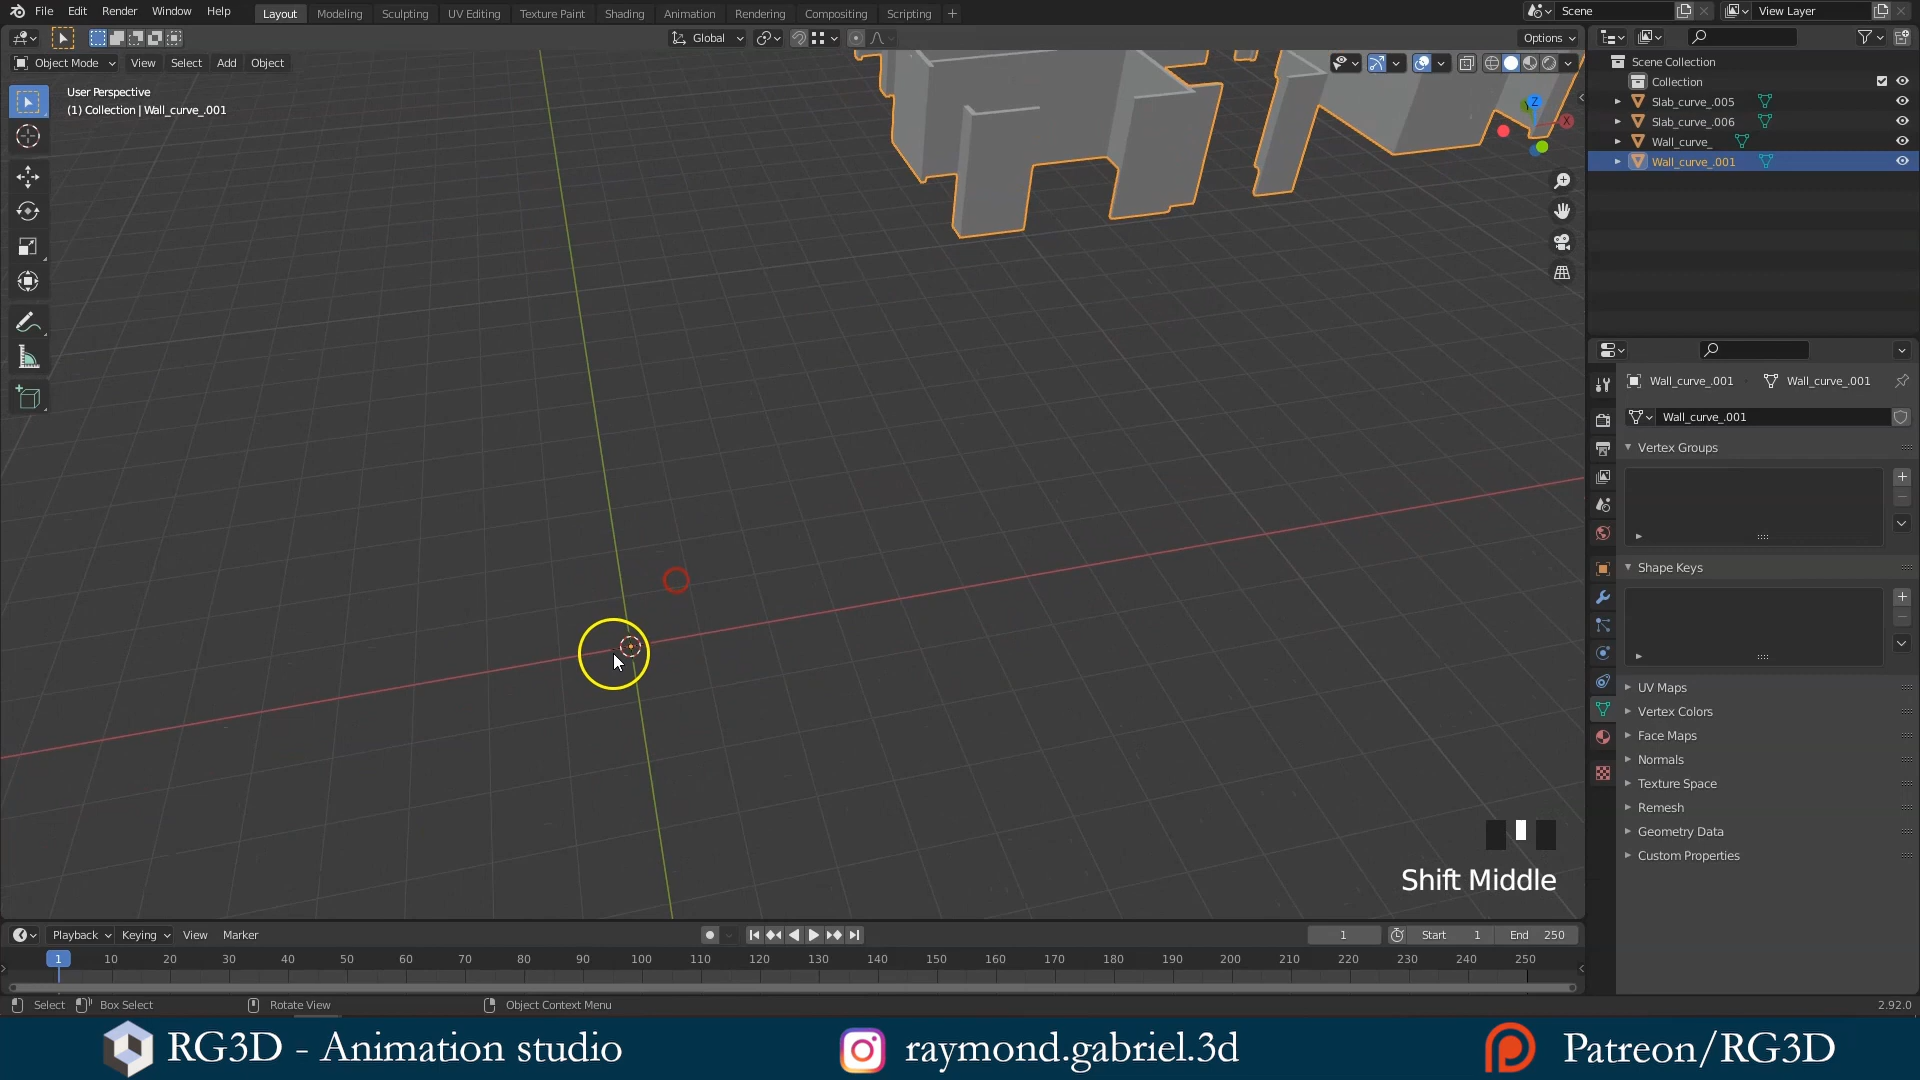 File Edit Render Window Help Layout Modeling Sculpting UV Editing Texture Paint Shading Animation Rendering Compositing Scripting + Scene View Layer
Global Options
Object Mode View Select Add Object
User Perspective
(1) Collection | Wall_curve_.001
Z
Y
X
Scene Collection
Collection
Slab_curve_.005
Slab_curve_.006
Wall_curve_
Wall_curve_.001
Wall_curve_.001 Wall_curve_.001
Wall_curve_.001
Vertex Groups
Shape Keys
UV Maps
Vertex Colors
Face Maps
Normals
Texture Space
Remesh
Geometry Data
Custom Properties
Shift Middle
Playback Keying View Marker 1 Start 1 End 250
1 10 20 30 40 50 60 70 80 90 100 110 120 130 140 150 160 170 180 190 200 210 220 230 240 250
Select Box Select Rotate View Object Context Menu 2.92.0
RG3D - Animation studio raymond.gabriel.3d Patreon/RG3D